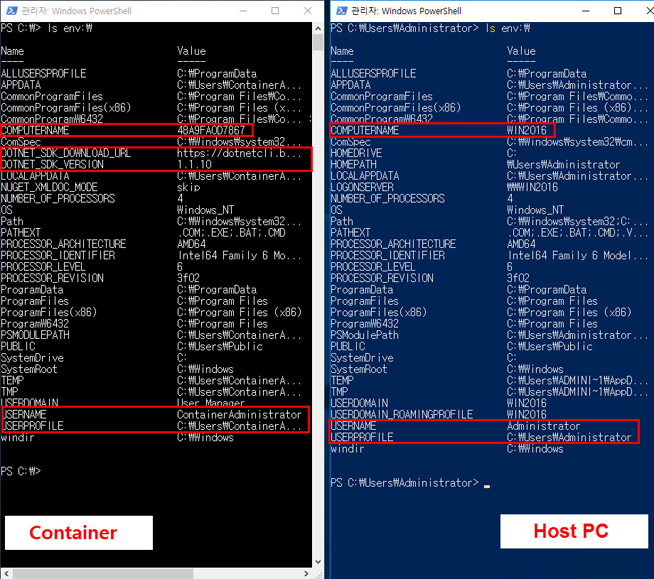 관리자: Windows PowerShell
PS C:₩> ls env:₩
Name Value
---- -----
ALLUSERSPROFILE C:₩ProgramData
APPDATA C:₩Users₩ContainerA...
CommonProgramFiles C:₩Program Files₩Co...
CommonProgramFiles(x86) C:₩Program Files (x...
CommonProgramW6432 C:₩Program Files₩Co...
COMPUTERNAME 48A9FA0D7867
ComSpec C:₩Windows₩system32...
DOTNET_SDK_DOWNLOAD_URL https://dotnetcli.b...
DOTNET_SDK_VERSION 1.1.10
LOCALAPPDATA C:₩Users₩ContainerA...
NUGET_XMLDOC_MODE skip
NUMBER_OF_PROCESSORS 4
OS Windows_NT
Path C:₩Windows₩system32...
PATHEXT .COM;.EXE;.BAT;.CMD
PROCESSOR_ARCHITECTURE AMD64
PROCESSOR_IDENTIFIER Intel64 Family 6 Mo...
PROCESSOR_LEVEL 6
PROCESSOR_REVISION 3f02
ProgramData C:₩ProgramData
ProgramFiles C:₩Program Files
ProgramFiles(x86) C:₩Program Files (x86)
ProgramW6432 C:₩Program Files
PSMODULEPATH C:₩Users₩ContainerA...
PUBLIC C:₩Users₩Public
SystemDrive C:
SystemRoot C:₩Windows
TEMP C:₩Users₩ContainerA...
TMP C:₩Users₩ContainerA...
USERDOMAIN User Manager
USERNAME ContainerAdministrator
USERPROFILE C:₩Users₩ContainerA...
windir C:₩Windows
PS C:₩>
Container
관리자: Windows PowerShell
PS C:₩Users₩Administrator> ls env:₩
Name Value
---- -----
ALLUSERSPROFILE C:₩ProgramData
APPDATA C:₩Users₩Administrator...
CommonProgramFiles C:₩Program Files₩Commo...
CommonProgramFiles(x86) C:₩Program Files (x86)...
CommonProgramW6432 C:₩Program Files₩Commo...
COMPUTERNAME WIN2016
ComSpec C:₩Windows₩system32₩cm...
HOMEDRIVE C:
HOMEPATH ₩Users₩Administrator
LOCALAPPDATA C:₩Users₩Administrator...
LOGONSERVER ₩₩WIN2016
NUMBER_OF_PROCESSORS 4
OS Windows_NT
Path C:₩Windows₩system32;C:...
PATHEXT .COM;.EXE;.BAT;.CMD;.V...
PROCESSOR_ARCHITECTURE AMD64
PROCESSOR_IDENTIFIER Intel64 Family 6 Model...
PROCESSOR_LEVEL 6
PROCESSOR_REVISION 3f02
ProgramData C:₩ProgramData
ProgramFiles C:₩Program Files
ProgramFiles(x86) C:₩Program Files (x86)
ProgramW6432 C:₩Program Files
PSModulePath C:₩Users₩Administrator...
PUBLIC C:₩Users₩Public
SystemDrive C:
SystemRoot C:₩Windows
TEMP C:₩Users₩ADMINI~1₩AppD...
TMP C:₩Users₩ADMINI~1₩AppD...
USERDOMAIN WIN2016
USERDOMAIN_ROAMINGPROFILE WIN2016
USERNAME Administrator
USERPROFILE C:₩Users₩Administrator
windir C:₩Windows
PS C:₩Users₩Administrator> _
Host PC